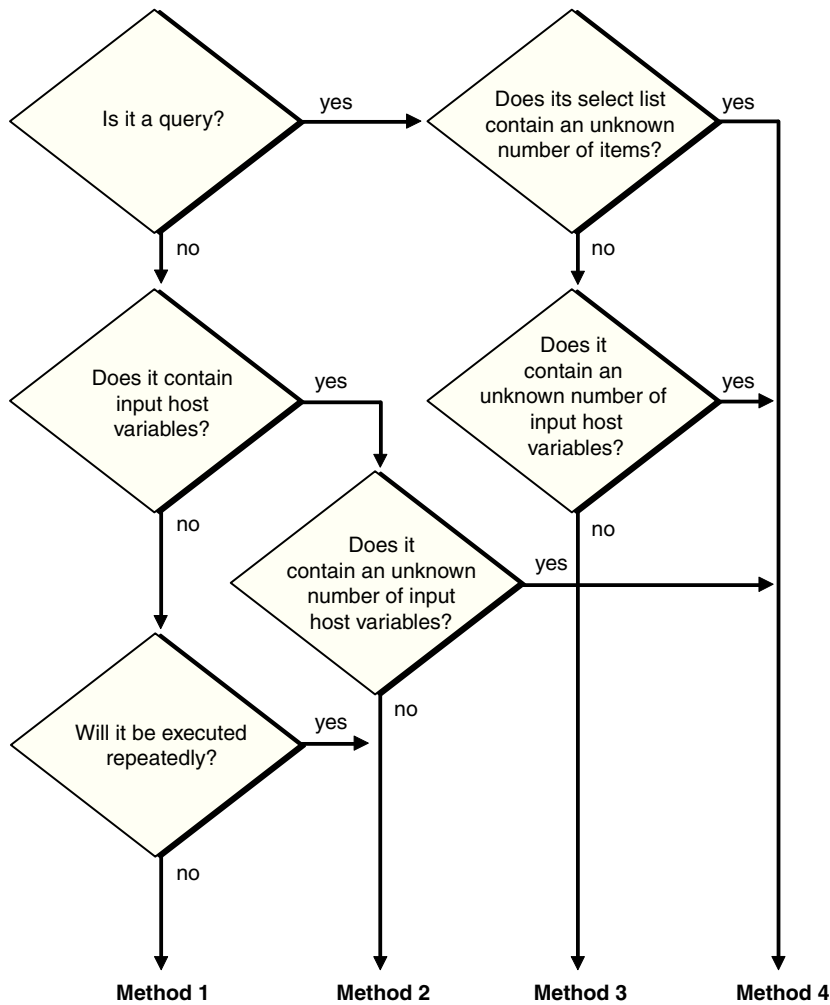 Is it a query?
yes
Does its select list
contain an unknown
number of items?
yes
no
no
Does it contain
input host
variables?
yes
Does it
contain an
unknown number of
input host
variables?
yes
no
no
Does it
contain an unknown
number of input
host variables?
yes
no
Will it be executed
repeatedly?
yes
no
Method 1
Method 2
Method 3
Method 4